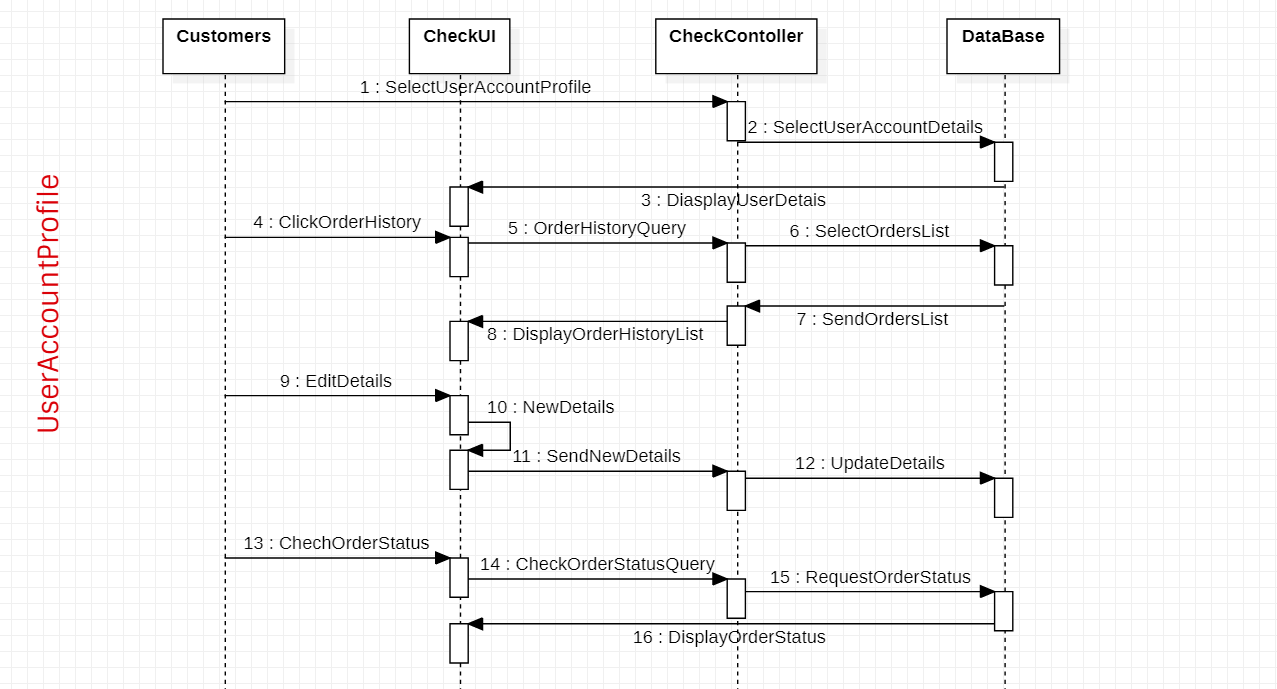 Customers
CheckUI
CheckContoller
DataBase
1 : SelectUserAccountProfile
2 : SelectUserAccountDetails
3 : DiasplayUserDetais
4 : ClickOrderHistory
5 : OrderHistoryQuery
6 : SelectOrdersList
7 : SendOrdersList
8 : DisplayOrderHistoryList
9 : EditDetails
10 : NewDetails
11 : SendNewDetails
12 : UpdateDetails
13 : ChechOrderStatus
14 : CheckOrderStatusQuery
15 : RequestOrderStatus
16 : DisplayOrderStatus
UserAccountProfile